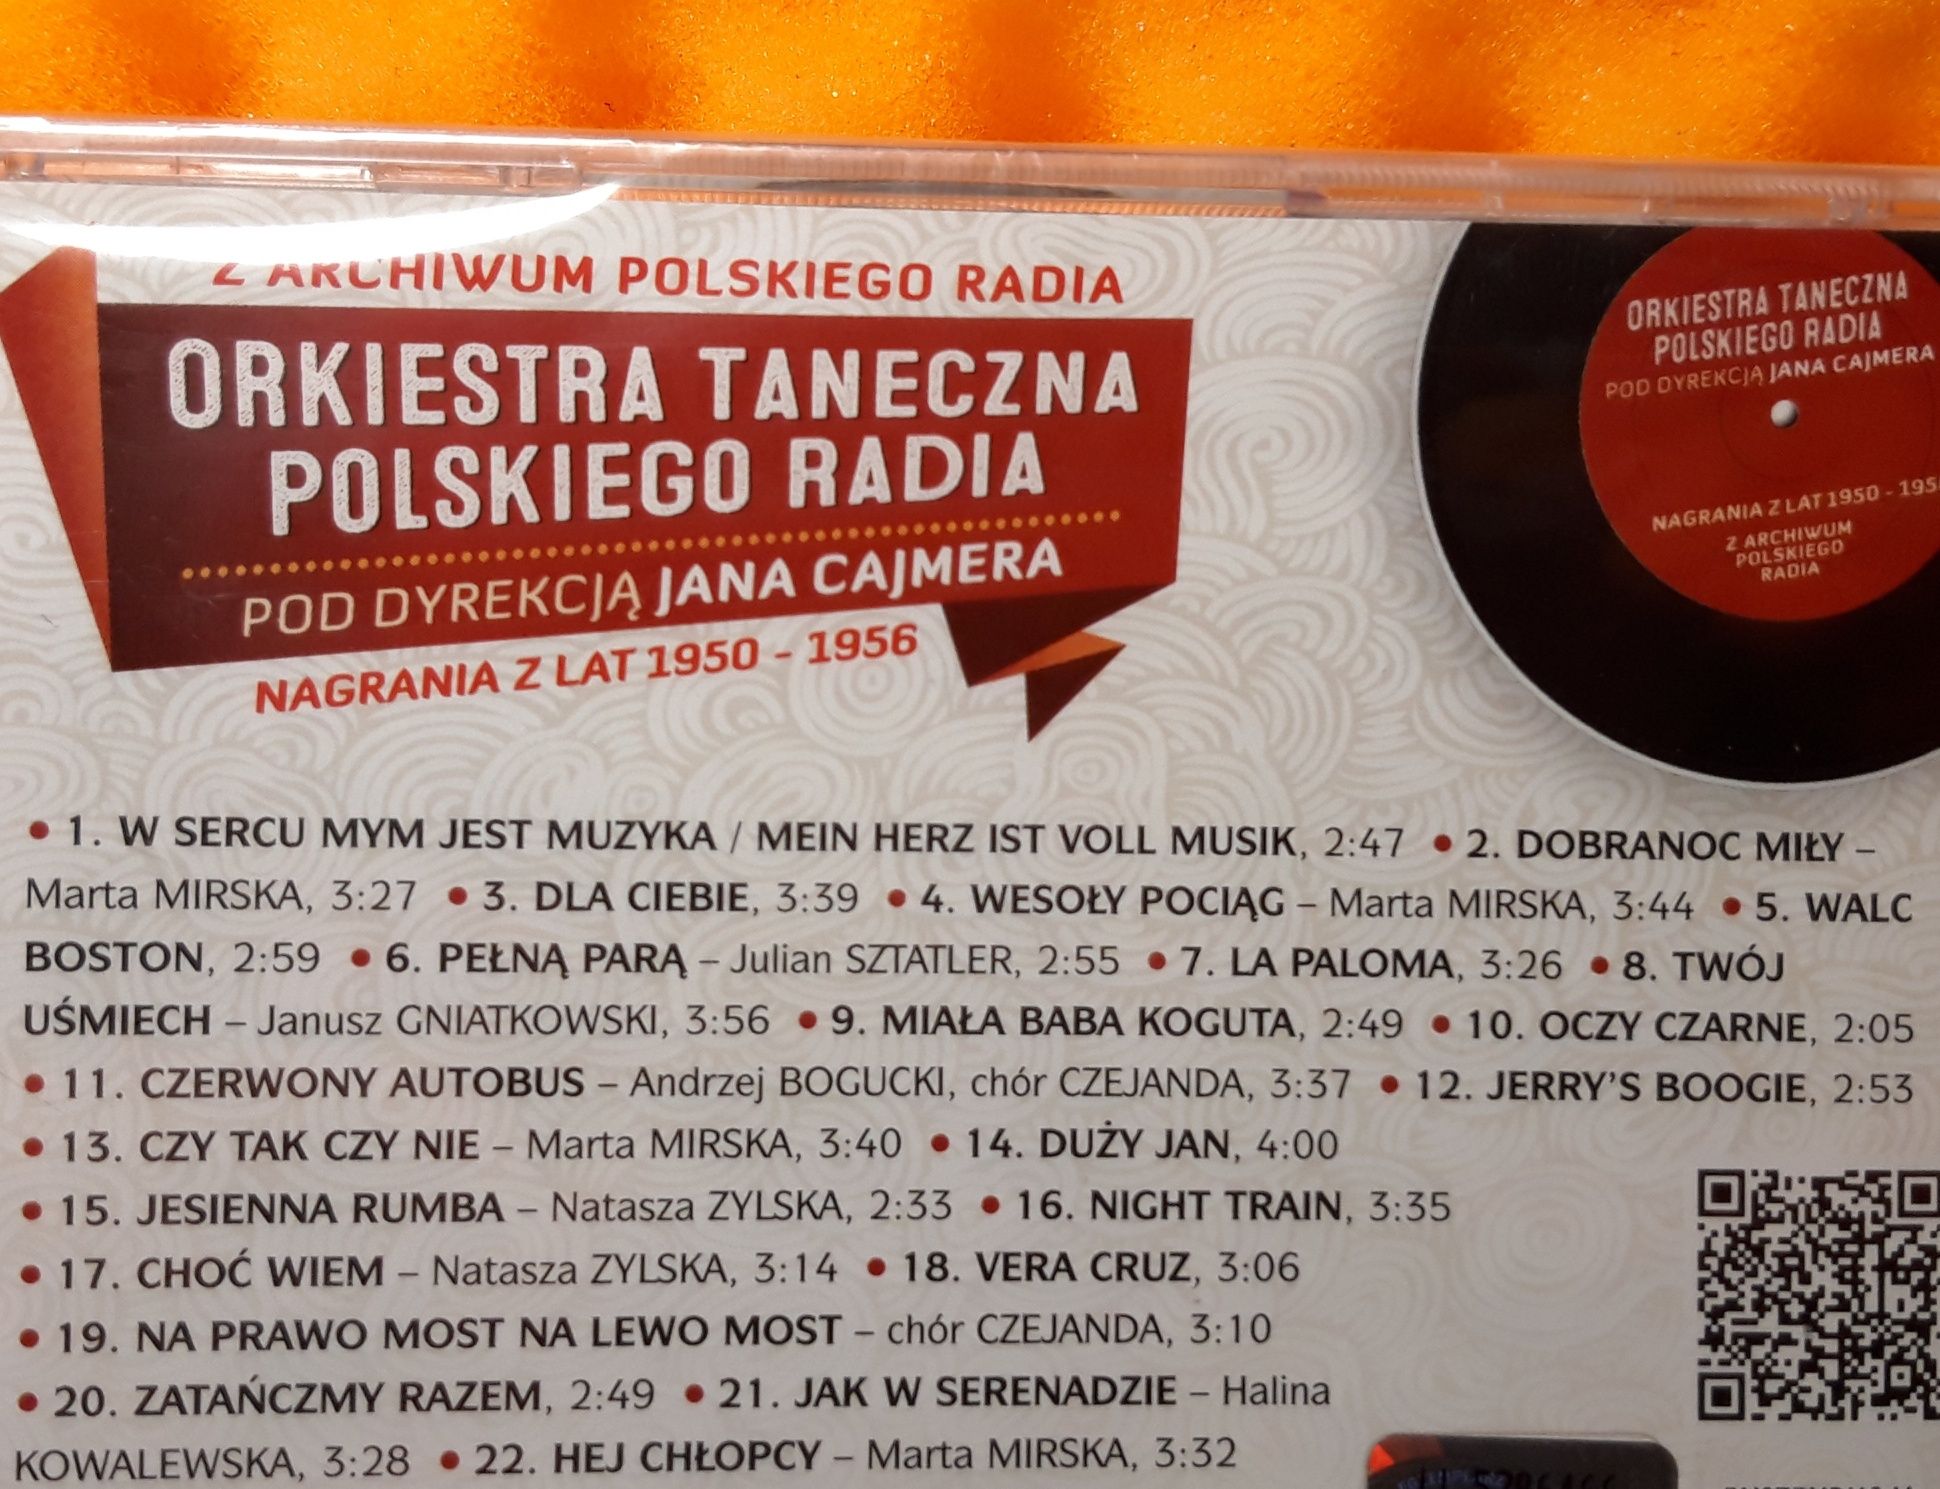 Z ARCHIWUM POLSKIEGO RADIA
ORKIESTRA TANECZNA
POLSKIEGO RADIA
POD DYREKCJĄ JANA CAJMERA
NAGRANIA Z LAT 1950 - 1956
ORKIESTRA TANECZNA
POLSKIEGO RADIA
POD DYREKCJĄ JANA CAJMERA
NAGRANIA Z LAT 1950 -
Z ARCHIWUM
POLSKIEGO
RADIA
• 1. W SERCU MYM JEST MUZYKA / MEIN HERZ IST VOLL MUSIK, 2:47 • 2. DOBRANOC MIŁY –
Marta MIRSKA, 3:27 • 3. DLA CIEBIE, 3:39 • 4. WESOŁY POCIĄG – Marta MIRSKA, 3:44 • 5. WALC
BOSTON, 2:59 • 6. PEŁNĄ PARĄ – Julian SZTATLER, 2:55 • 7. LA PALOMA, 3:26 • 8. TWÓJ
UŚMIECH – Janusz GNIATKOWSKI, 3:56 • 9. MIAŁA BABA KOGUTA, 2:49 • 10. OCZY CZARNE, 2:05
• 11. CZERWONY AUTOBUS – Andrzej BOGUCKI, chór CZEJANDA, 3:37 • 12. JERRY'S BOOGIE, 2:53
• 13. CZY TAK CZY NIE – Marta MIRSKA, 3:40 • 14. DUŻY JAN, 4:00
• 15. JESIENNA RUMBA – Natasza ZYLSKA, 2:33 • 16. NIGHT TRAIN, 3:35
• 17. CHOĆ WIEM – Natasza ZYLSKA, 3:14 • 18. VERA CRUZ, 3:06
• 19. NA PRAWO MOST NA LEWO MOST – chór CZEJANDA, 3:10
• 20. ZATAŃCZMY RAZEM, 2:49 • 21. JAK W SERENADZIE – Halina
KOWALEWSKA, 3:28 • 22. HEJ CHŁOPCY – Marta MIRSKA, 3:32